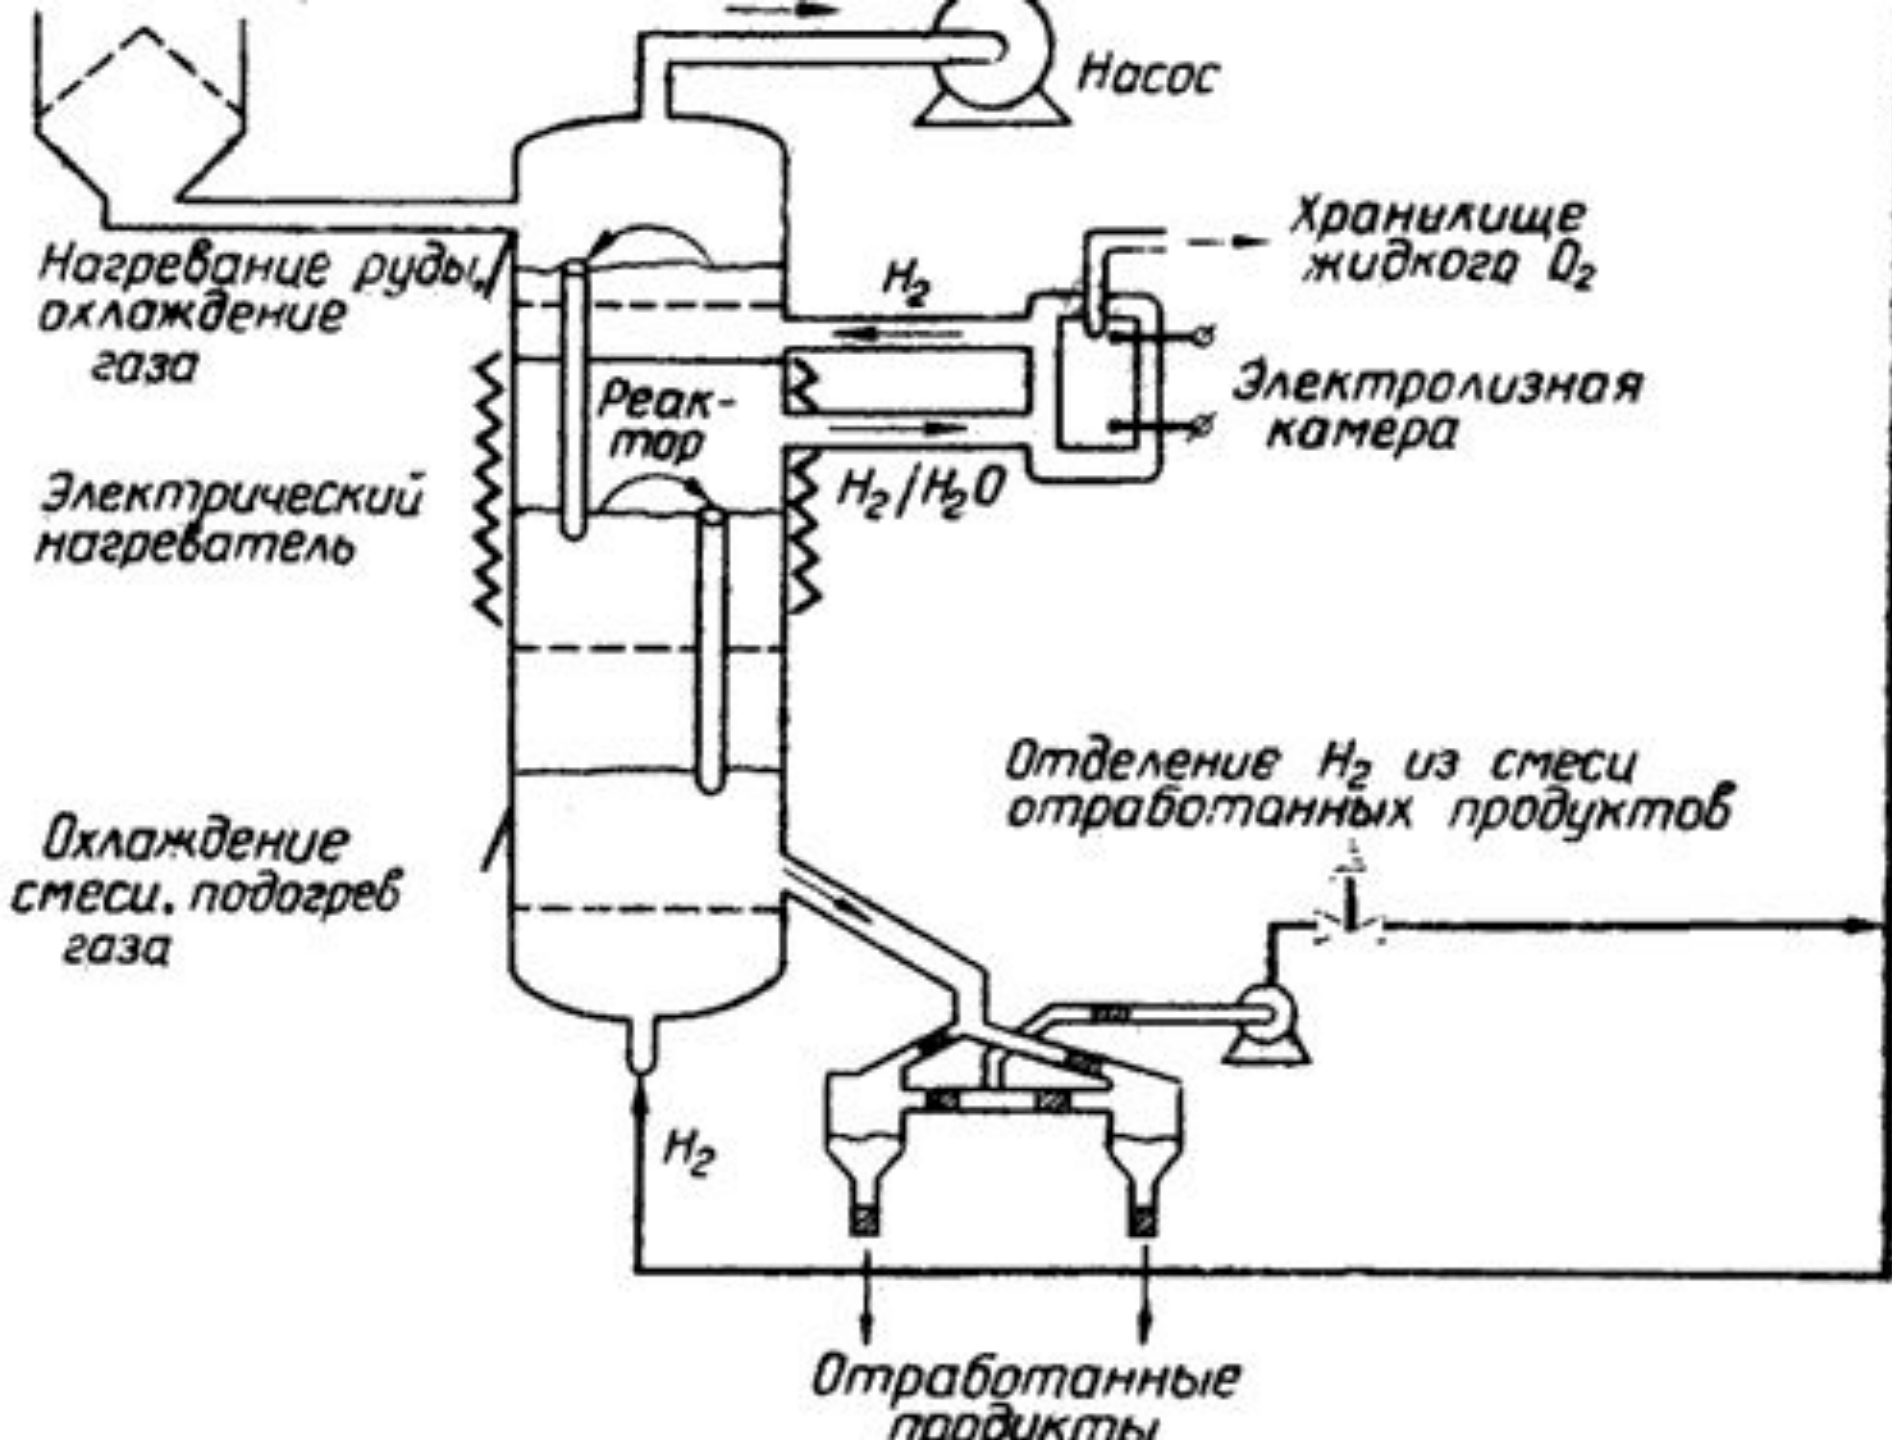 Насос
Хранилище
жидкого O₂
Нагревание руды,
охлаждение
газа
H₂
Реак-
тор
Электролизная
камера
Электрический
нагреватель
H₂/H₂O
Отделение H₂ из смеси
отработанных продуктов
Охлаждение
смеси. подогрев
газа
H₂
Отработанные
продукты